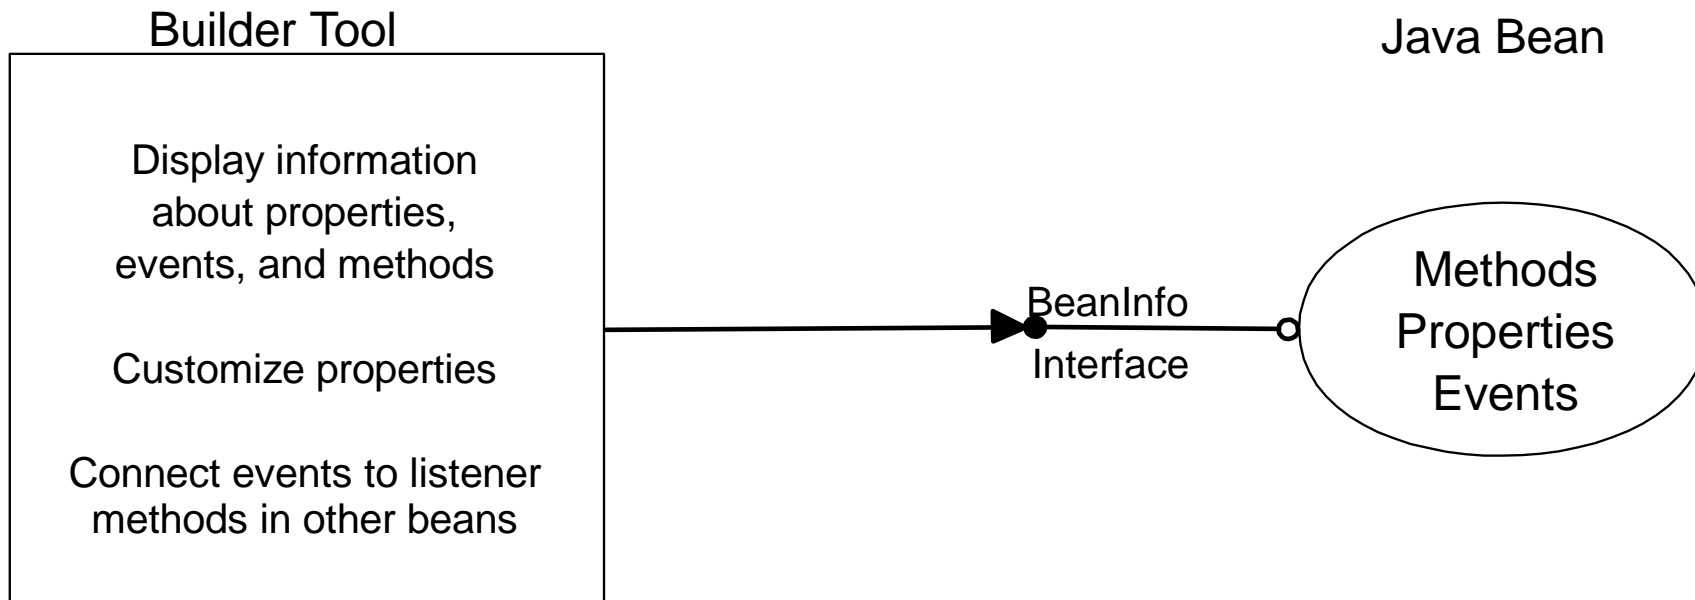 Builder Tool
Java Bean
Display information
about properties,
events, and methods
Customize properties
Connect events to listener
methods in other beans
BeanInfo
Interface
Methods
Properties
Events